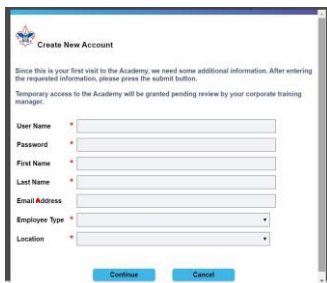 Create New Account
Since this is your first visit to the Academy, we need some additional information. After entering
the requested information, please press the submit button.
Temporary access to the Academy will be granted pending review by your corporate training
manager.
User Name *
Password *
First Name *
Last Name *
Email Address
Employee Type *
Location *
Continue Cancel